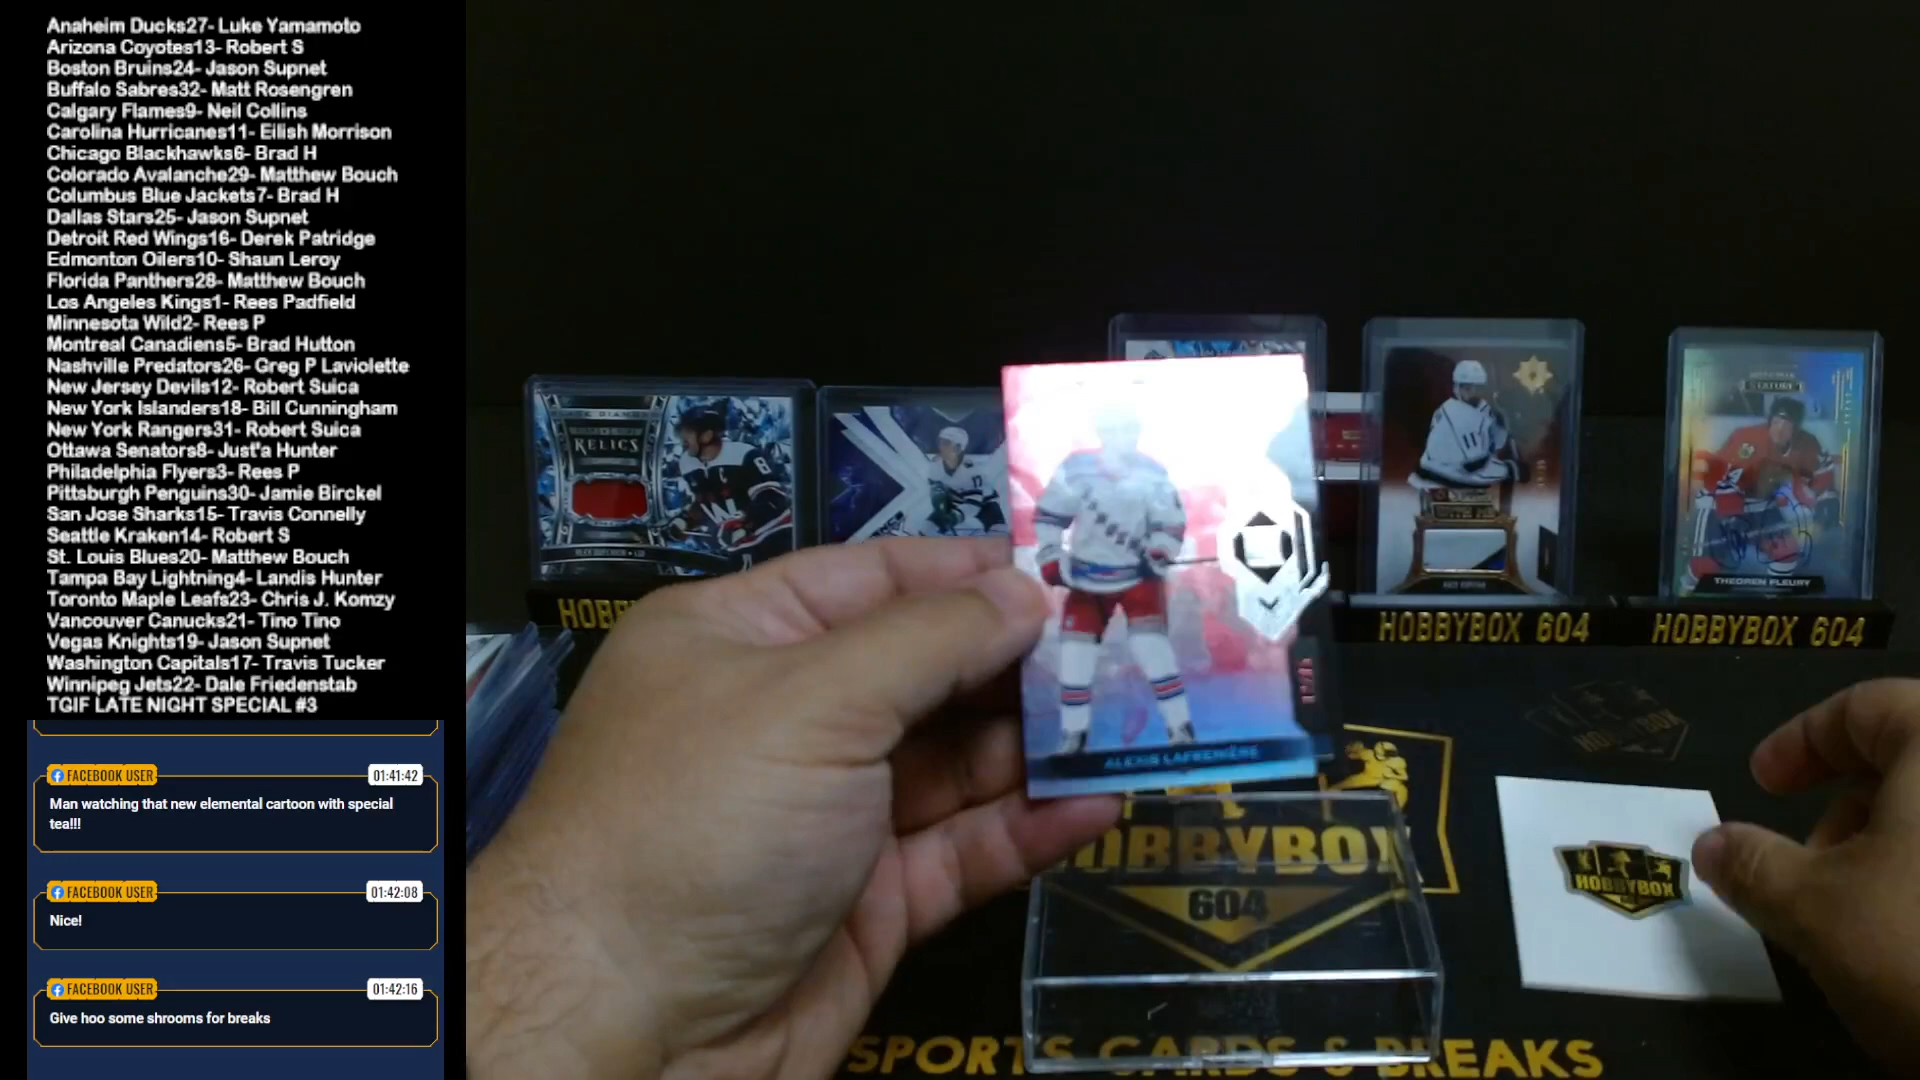 Anaheim Ducks27- Luke Yamamoto
Arizona Coyotes13- Robert S
Boston Bruins24- Jason Supnet
Buffalo Sabres32- Matt Rosengren
Calgary Flames9- Neil Collins
Carolina Hurricanes11- Eilish Morrison
Chicago Blackhawks6- Brad H
Colorado Avalanche29- Matthew Bouch
Columbus Blue Jackets7- Brad H
Dallas Stars25- Jason Supnet
Detroit Red Wings16- Derek Patridge
Edmonton Oilers10- Shaun Leroy
Florida Panthers28- Matthew Bouch
Los Angeles Kings1- Rees Padfield
Minnesota Wild2- Rees P
Montreal Canadiens5- Brad Hutton
Nashville Predators26- Greg P Laviolette
New Jersey Devils12- Robert Suica
New York Islanders18- Bill Cunningham
New York Rangers31- Robert Suica
Ottawa Senators8- Just'a Hunter
Philadelphia Flyers3- Rees P
Pittsburgh Penguins30- Jamie Birckel
San Jose Sharks15- Travis Connelly
Seattle Kraken14- Robert S
St. Louis Blues20- Matthew Bouch
Tampa Bay Lightning4- Landis Hunter
Toronto Maple Leafs23- Chris J. Komzy
Vancouver Canucks21- Tino Tino
Vegas Knights19- Jason Supnet
Washington Capitals17- Travis Tucker
Winnipeg Jets22- Dale Friedenstab
TGIF LATE NIGHT SPECIAL #3
FACEBOOK USER 01:41:42
Man watching that new elemental cartoon with special
tea!!!
FACEBOOK USER 01:42:08
Nice!
FACEBOOK USER 01:42:16
Give hoo some shrooms for breaks
RELICS
THEOREN FLEURY
HOBBYBOX 604
HOBBYBOX 604
ALEXIS LAFRENIÈRE
HOBBYBOX
604
HOBBYBOX
SPORTS CARDS & BREAKS